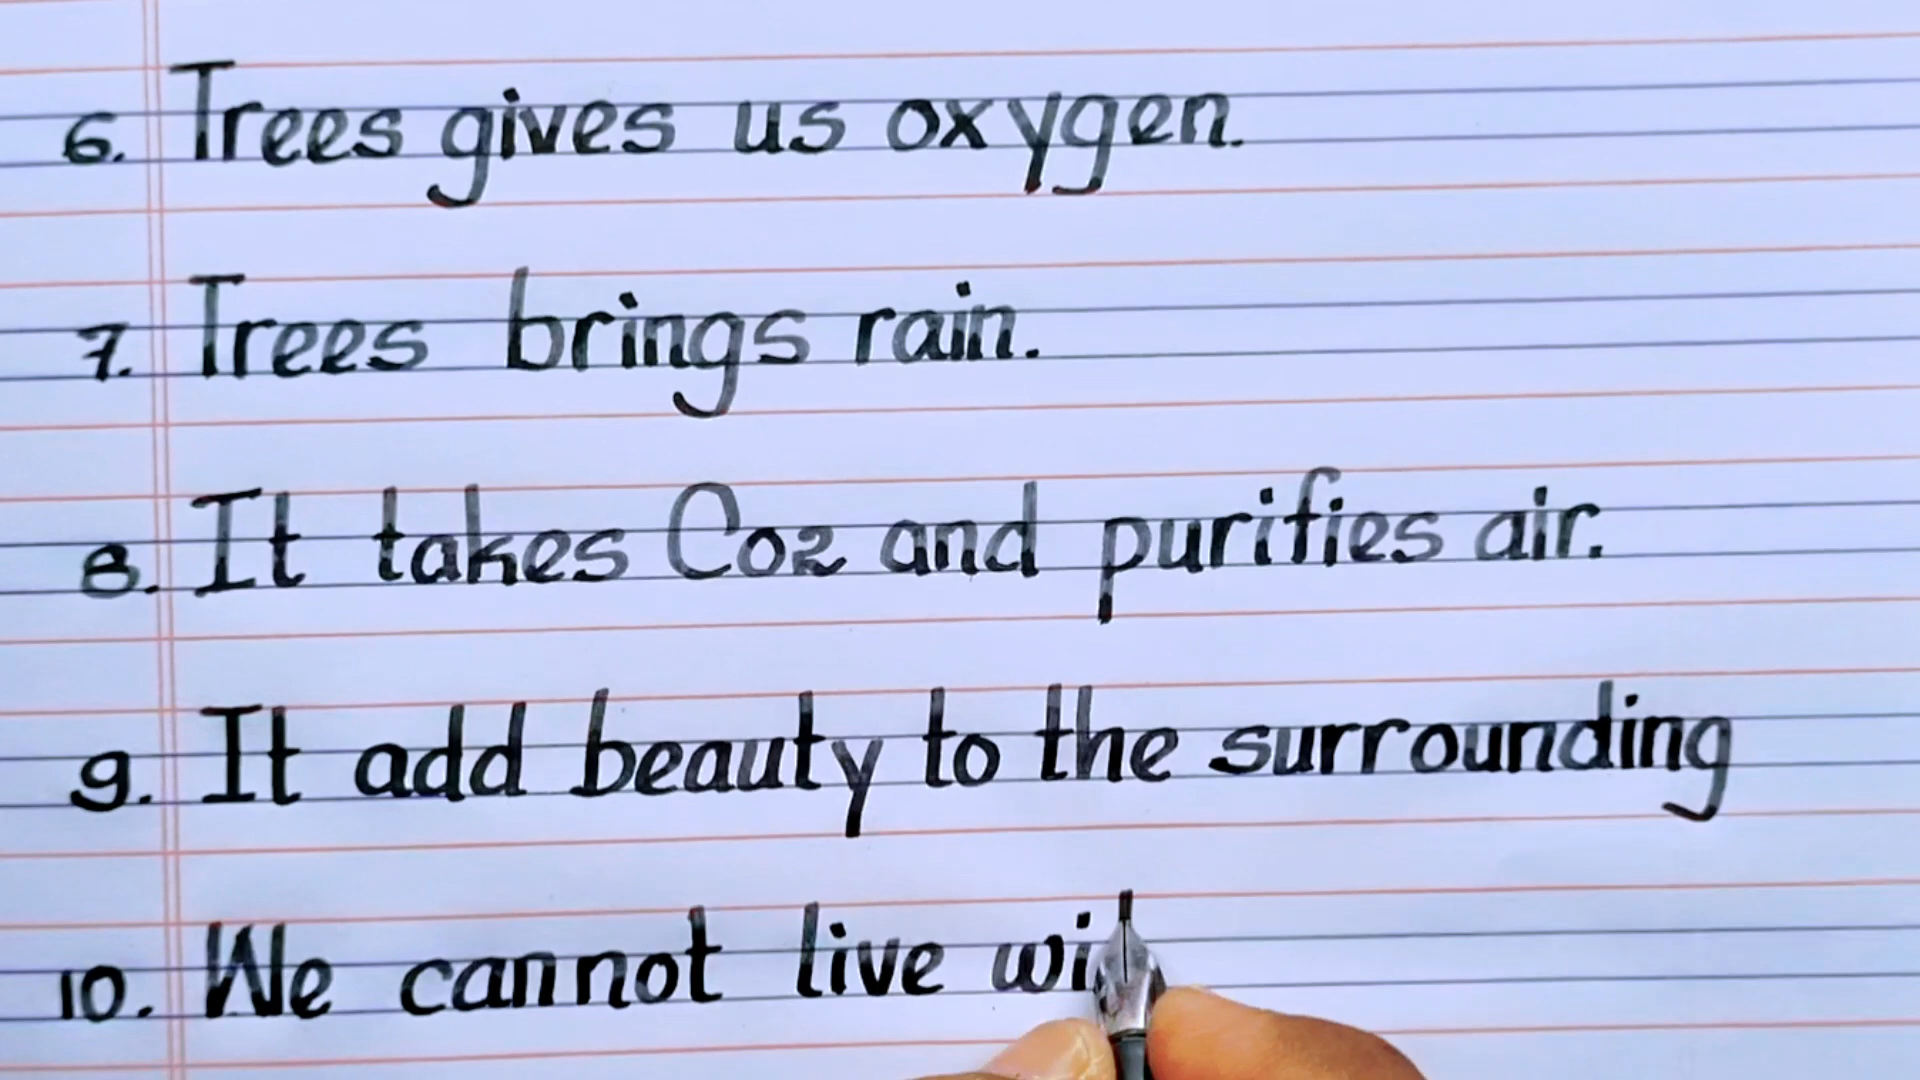 6. Trees gives us oxygen.
7. Trees brings rain.
8. It takes Co2 and purifies air.
9. It add beauty to the surrounding
10. We cannot live wi